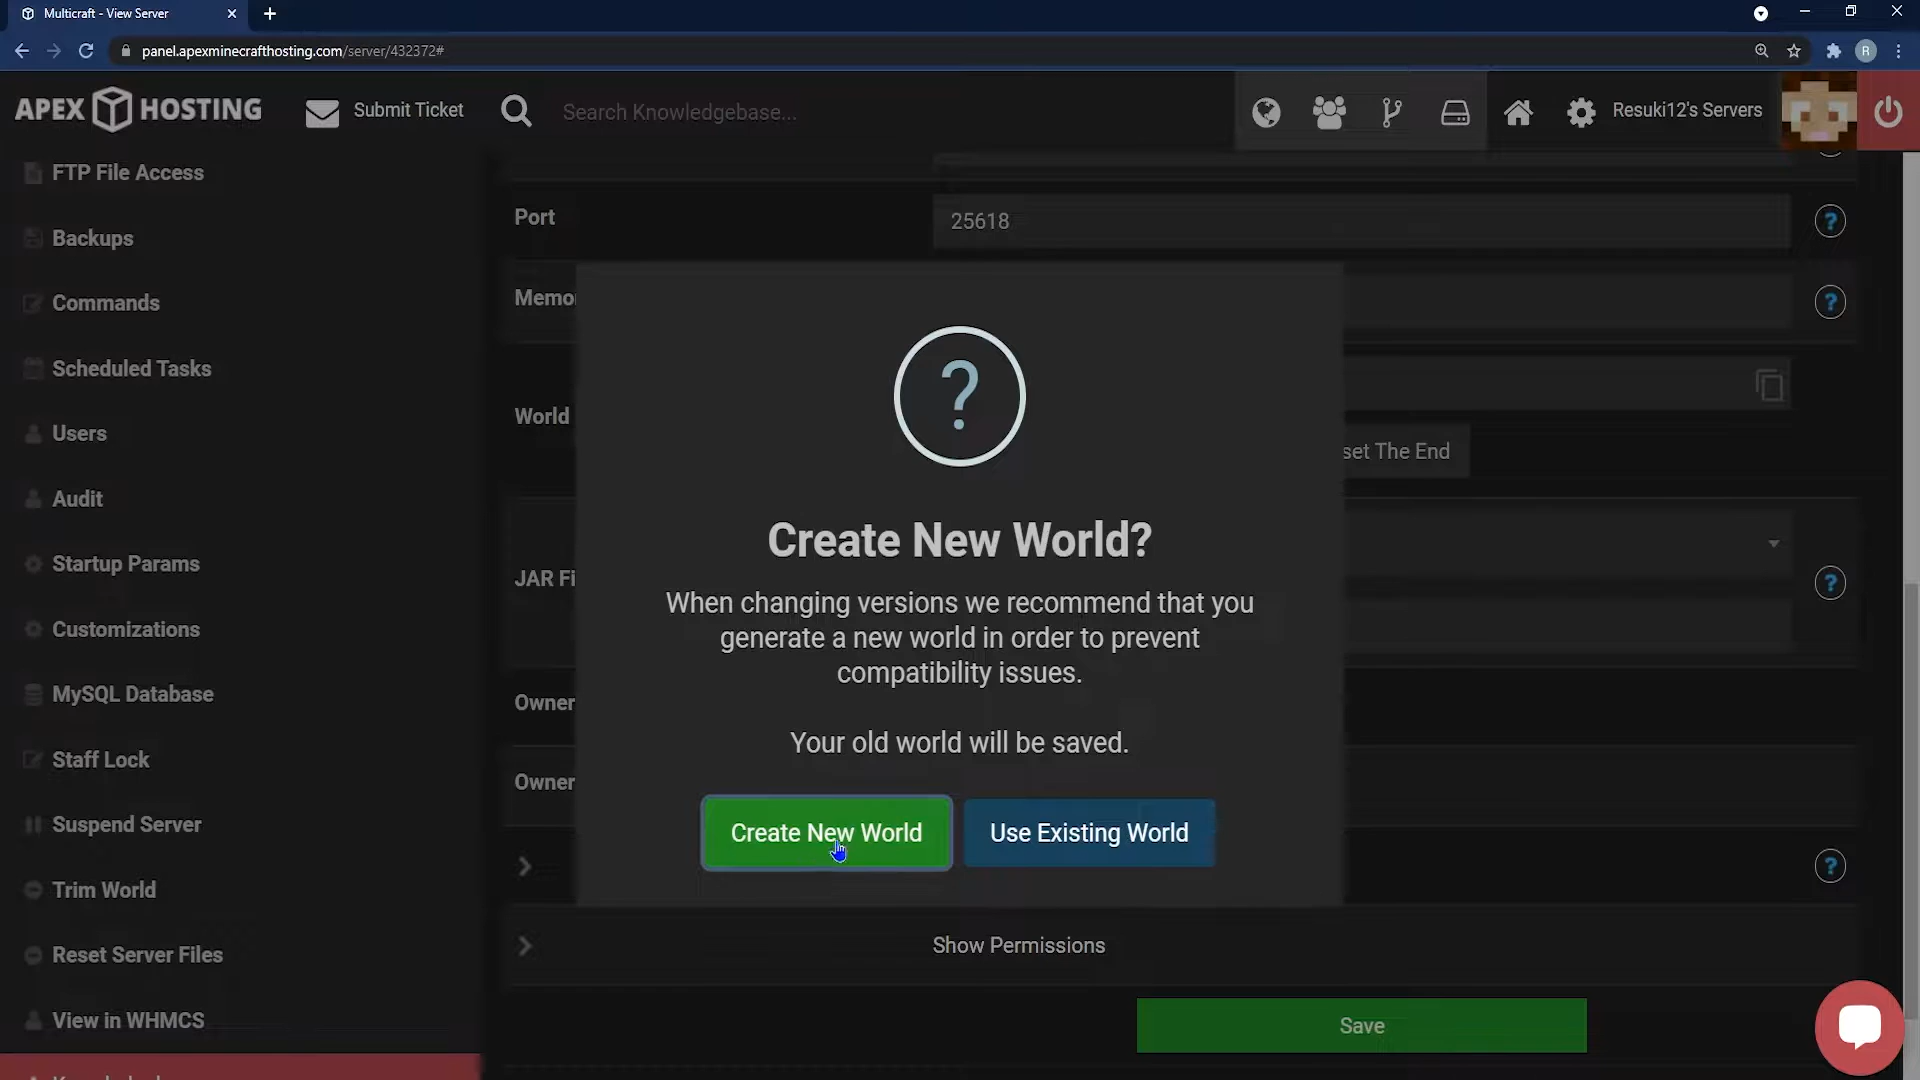 Multicraft - View Server
panel.apexminecrafthosting.com/server/432372#
R
APEX HOSTING
Submit Ticket
Search Knowledgebase...
Resuki12's Servers
FTP File Access
Backups
Commands
Scheduled Tasks
Users
Audit
Startup Params
Customizations
MySQL Database
Staff Lock
Suspend Server
Trim World
Reset Server Files
View in WHMCS
Port
25618
?
?
World
set The End
?
Owner
Owner
?
Show Permissions
Save
?
Create New World?
When changing versions we recommend that you
generate a new world in order to prevent
compatibility issues.
Your old world will be saved.
Create New World
Use Existing World